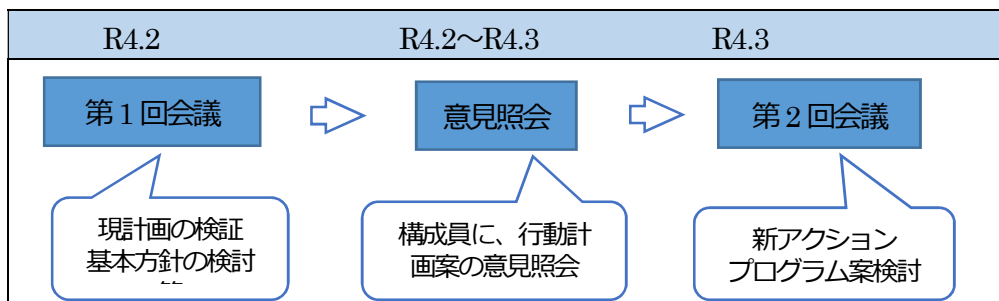 R4.2 R4.2～R4.3 R4.3
第１回会議 意見照会 第２回会議
現計画の検証
基本方針の検討
構成員に、行動計
画案の意見照会
新アクション
プログラム案検討